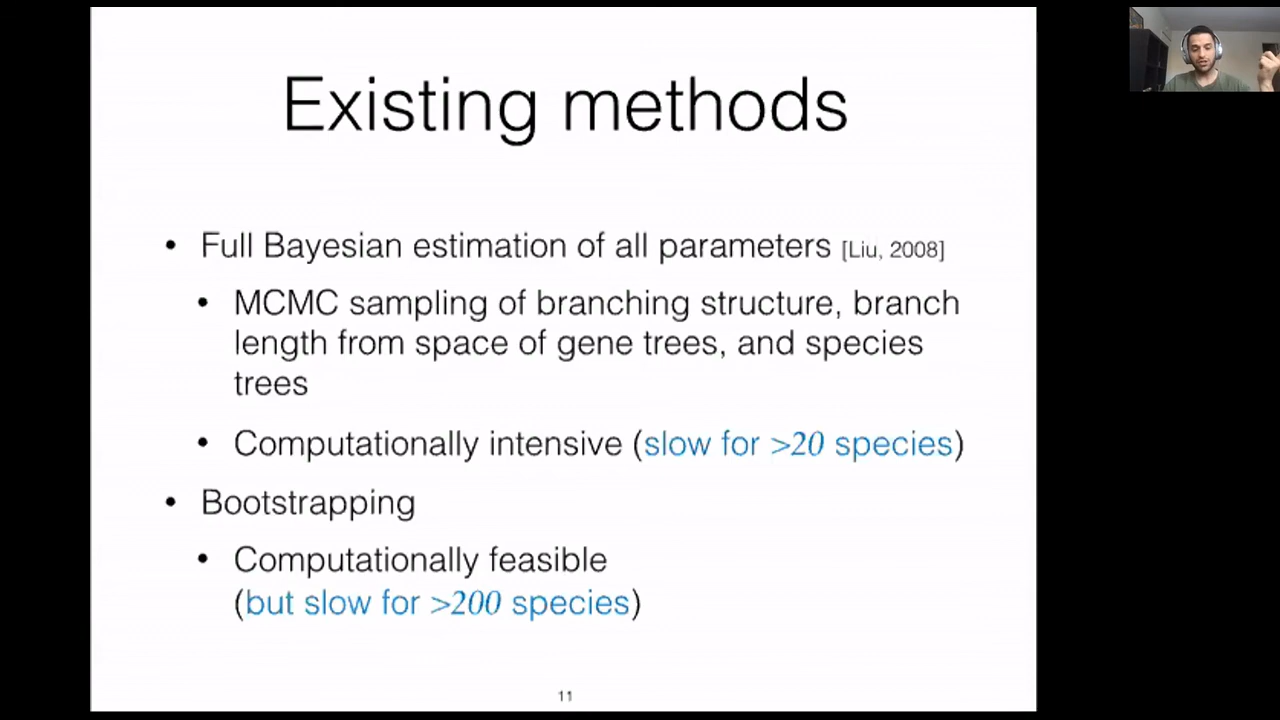 Existing methods
• Full Bayesian estimation of all parameters [Liu, 2008]
• MCMC sampling of branching structure, branch
length from space of gene trees, and species
trees
• Computationally intensive (slow for >20 species)
• Bootstrapping
• Computationally feasible
(but slow for >200 species)
11